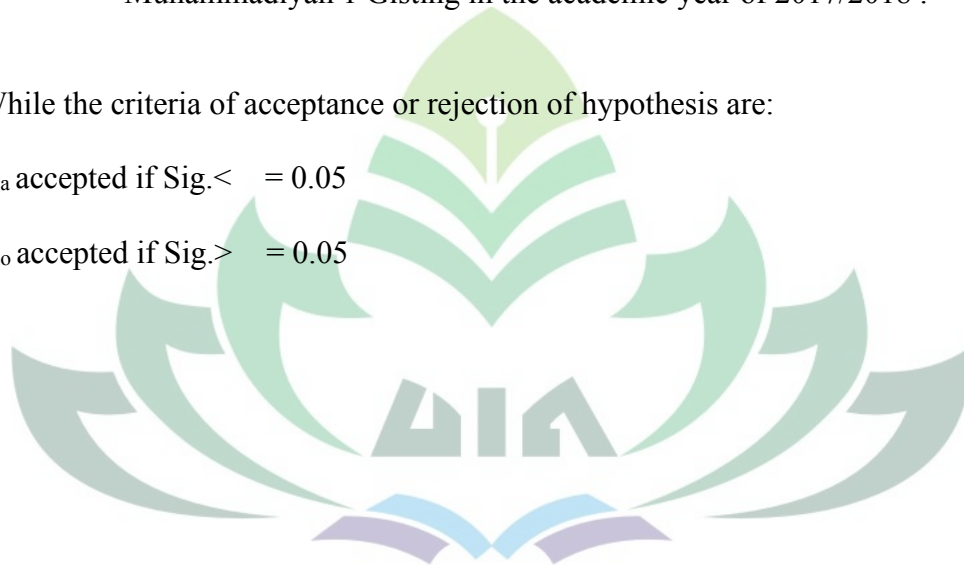 Muhammadiyah 1 Gisting in the academic year of 2017/2018 .
While the criteria of acceptance or rejection of hypothesis are:
a accepted if Sig.< = 0.05
o accepted if Sig.> = 0.05
UIN